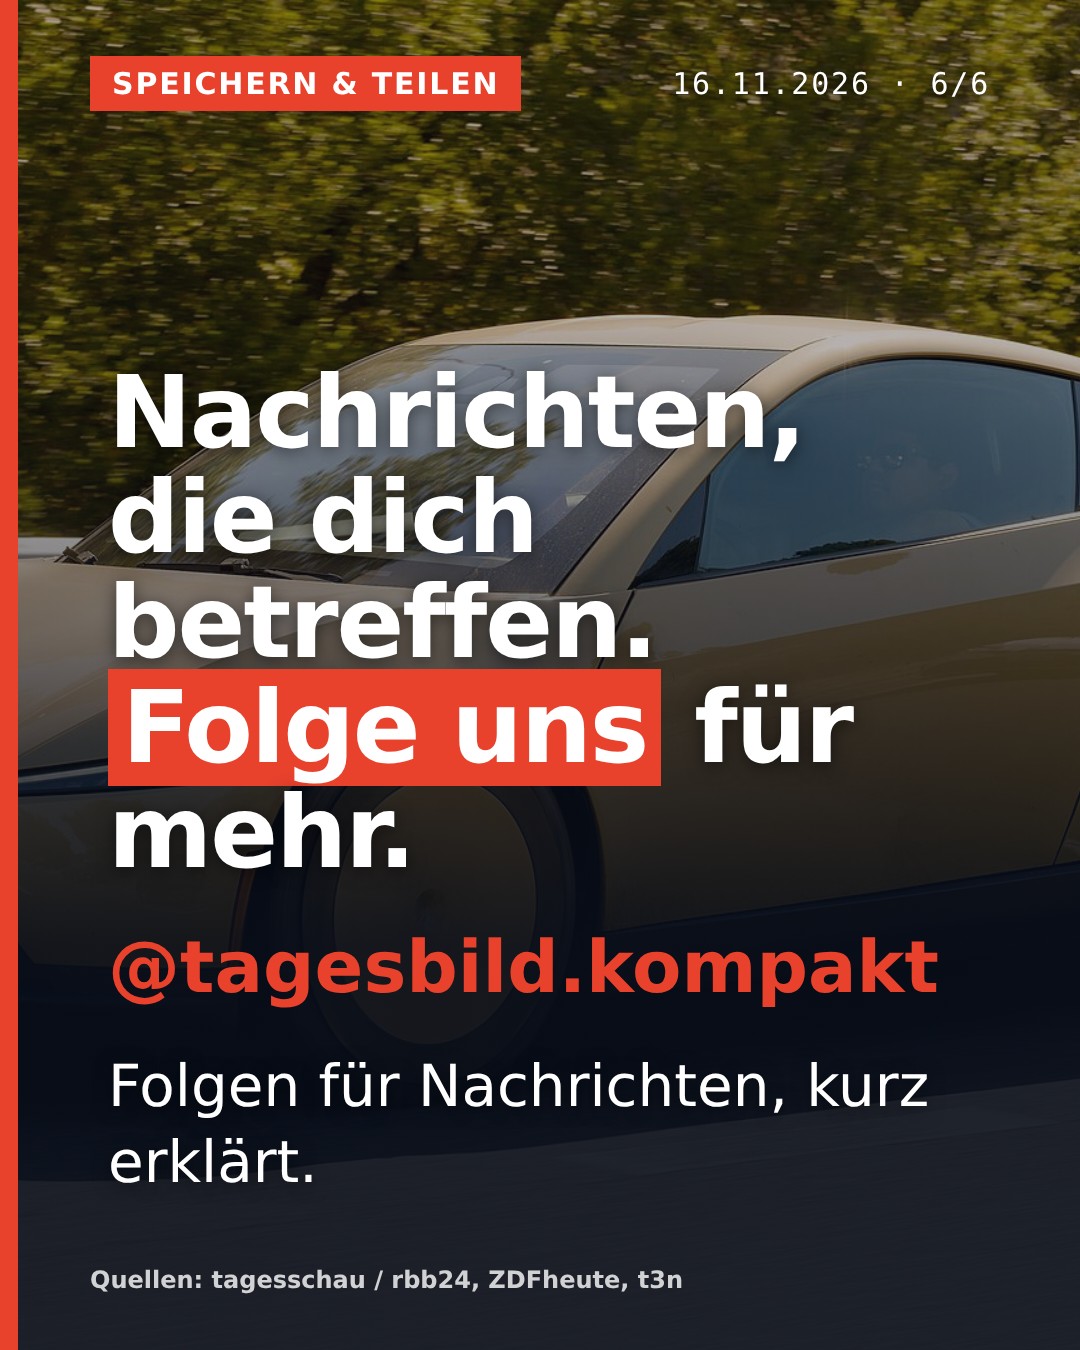 SPEICHERN & TEILEN
16.11.2026 · 6/6
Nachrichten,
die dich
betreffen.
Folge uns für
mehr.
@tagesbild.kompakt
Folgen für Nachrichten, kurz
erklärt.
Quellen: tagesschau / rbb24, ZDFheute, t3n